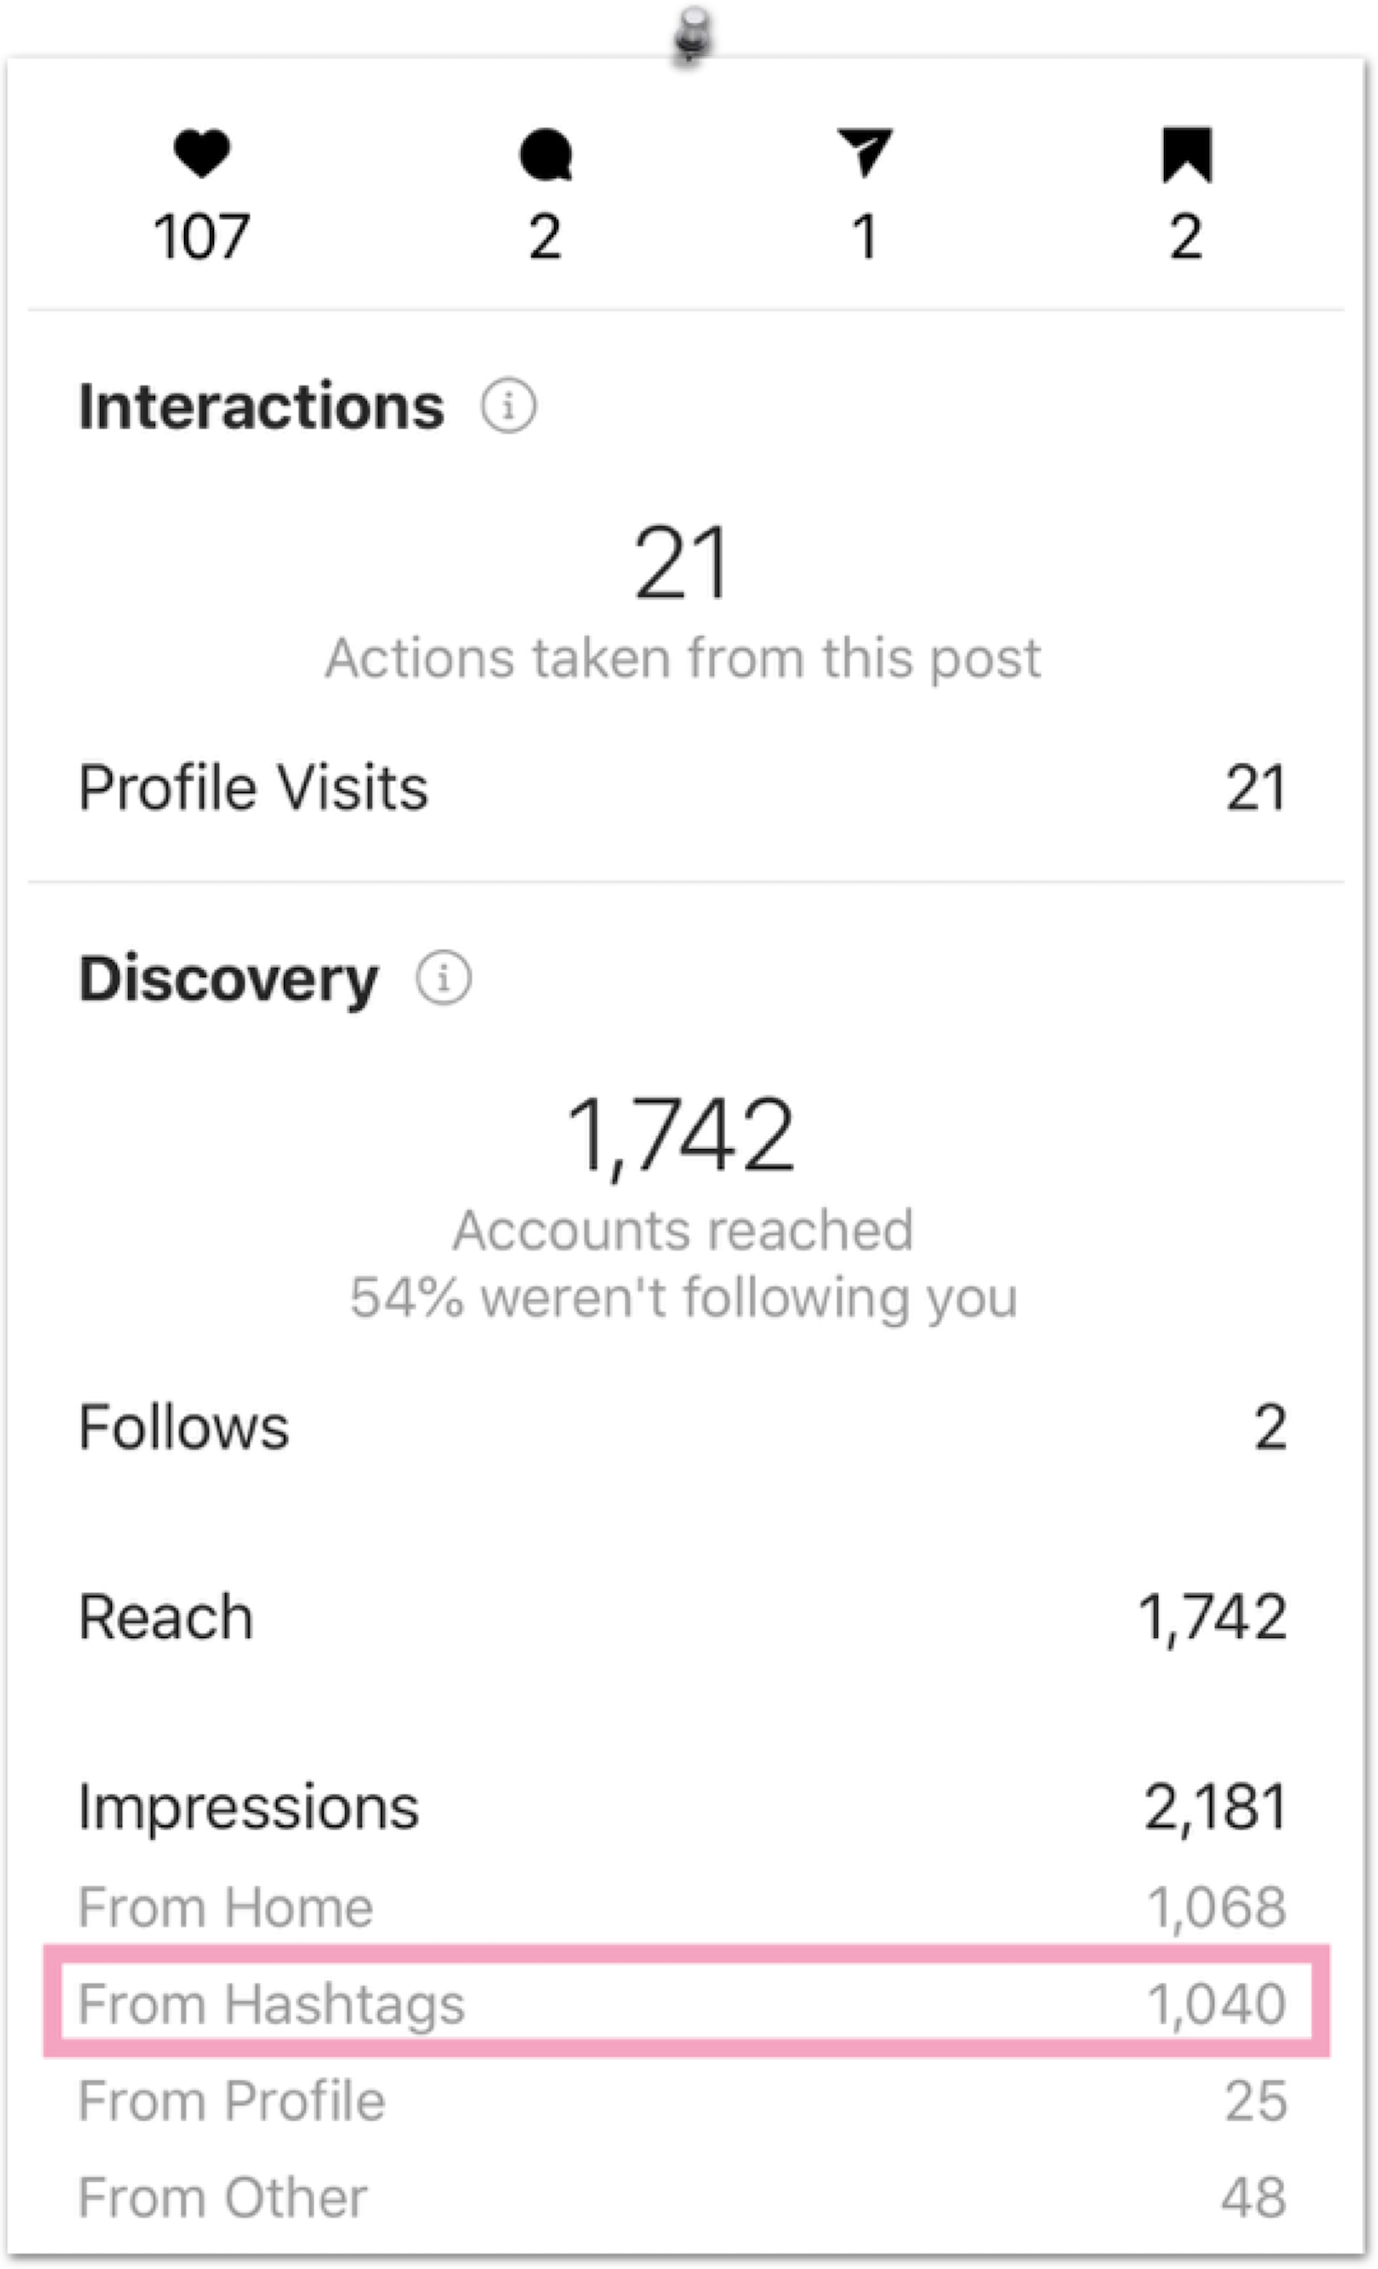 107 2 1 2
Interactions
21
Actions taken from this post
Profile Visits 21
Discovery
1,742
Accounts reached
54% weren't following you
Follows 2
Reach 1,742
Impressions 2,181
From Home 1,068
From Hashtags 1,040
From Profile 25
From Other 48